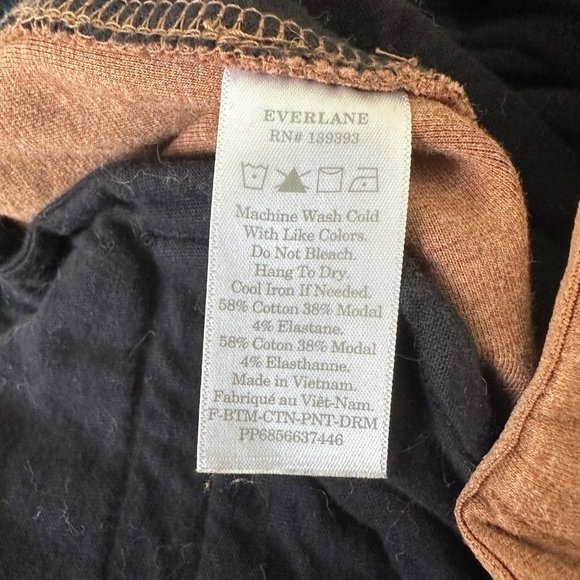 EVERLANE
RN# 139393
Machine Wash Cold
With Like Colors.
Do Not Bleach.
Hang To Dry.
Cool Iron If Needed.
58% Cotton 38% Modal
4% Elastane.
58% Coton 38% Modal
4% Elasthanne.
Made in Vietnam.
Fabriqué au Viêt-Nam.
F-BTM-CTN-PNT-DRM
PP6856637446